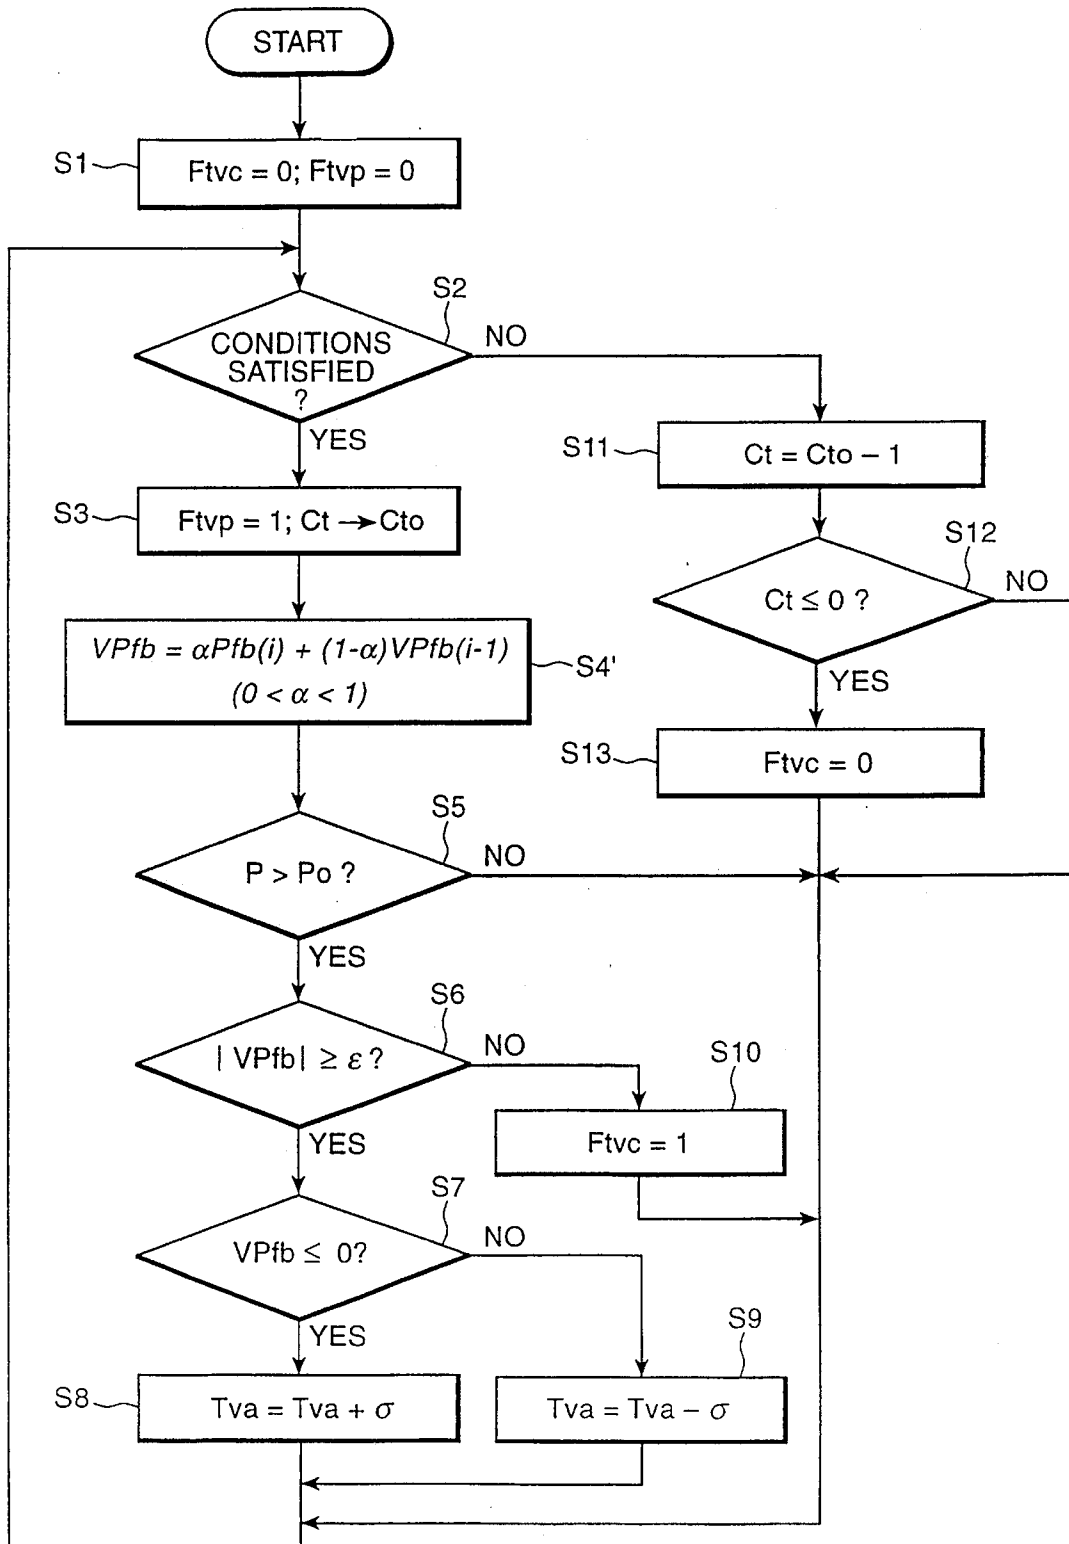 START
S1
Ftvc = 0; Ftvp = 0
S2
CONDITIONS
SATISFIED
?
NO
YES
S11
Ct = Cto – 1
S3
Ftvp = 1; Ct → Cto
S12
Ct ≤ 0 ?
NO
YES
VPfb = αPfb(i) + (1-α)VPfb(i-1)
(0 < α < 1)
S4'
S13
Ftvc = 0
S5
P > Po ?
NO
YES
S6
| VPfb| ≥ ε ?
NO
YES
S10
Ftvc = 1
S7
VPfb ≤ 0?
NO
YES
S8
Tva = Tva + σ
S9
Tva = Tva – σ